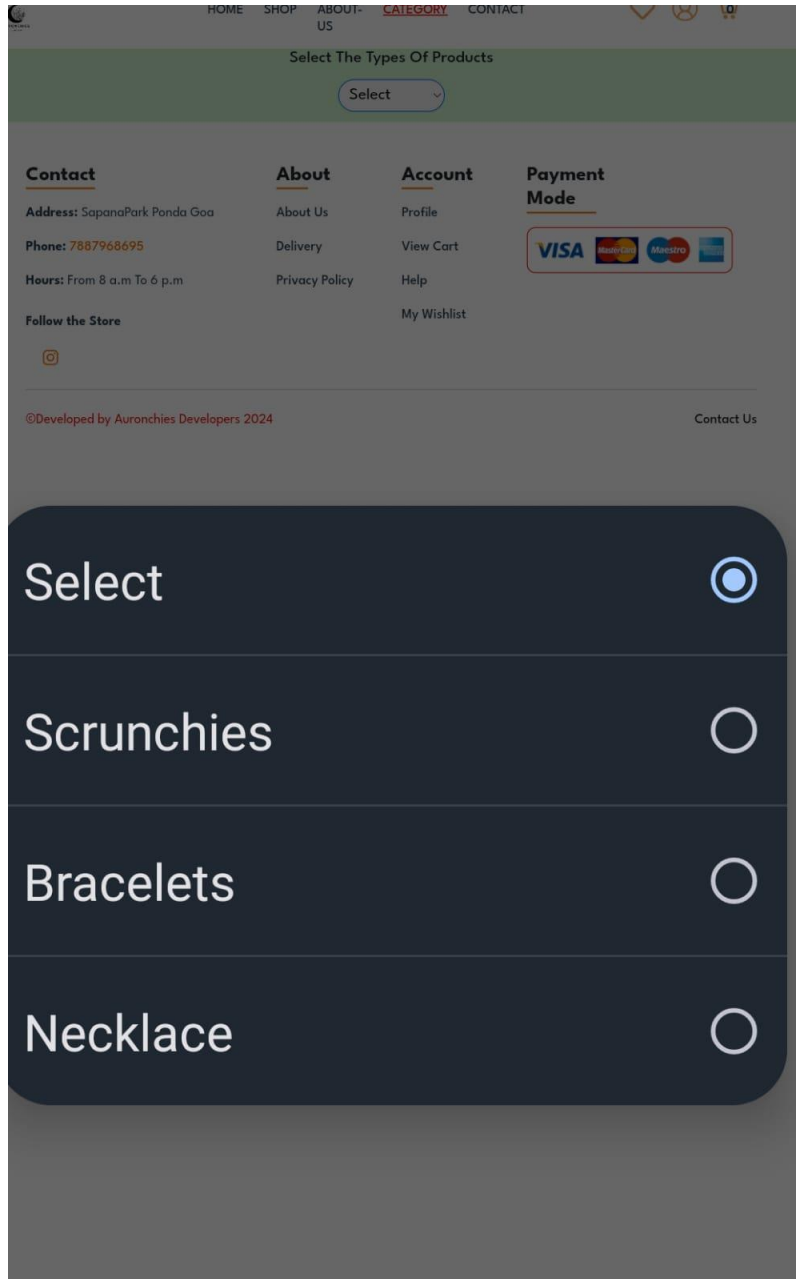 HOME SHOP ABOUT-US CATEGORY CONTACT
0
Select The Types Of Products
Select
Contact
Address: SapanaPark Ponda Goa
Phone: 7887968695
Hours: From 8 a.m To 6 p.m
Follow the Store
About
About Us
Delivery
Privacy Policy
Account
Profile
View Cart
Help
My Wishlist
Payment
Mode
VISA MasterCard Maestro
©Developed by Auronchies Developers 2024
Contact Us
Select
Scrunchies
Bracelets
Necklace